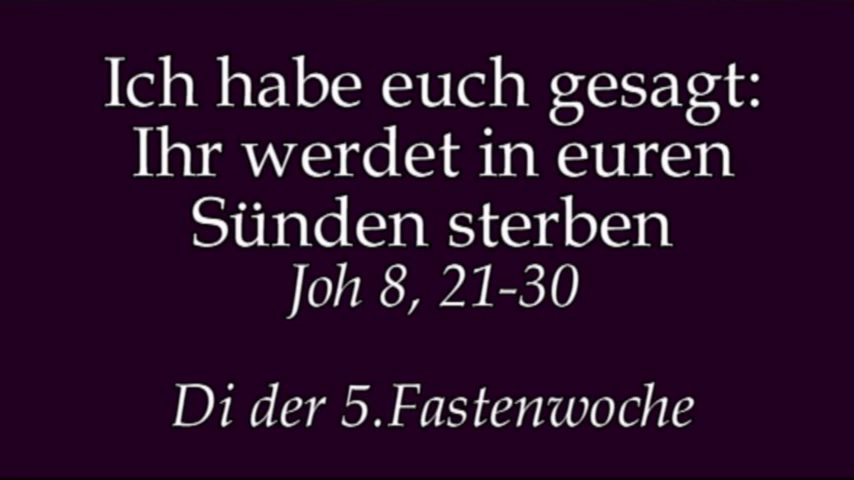 Ich habe euch gesagt:
Ihr werdet in euren
Sünden sterben
Joh 8, 21-30
Di der 5.Fastenwoche